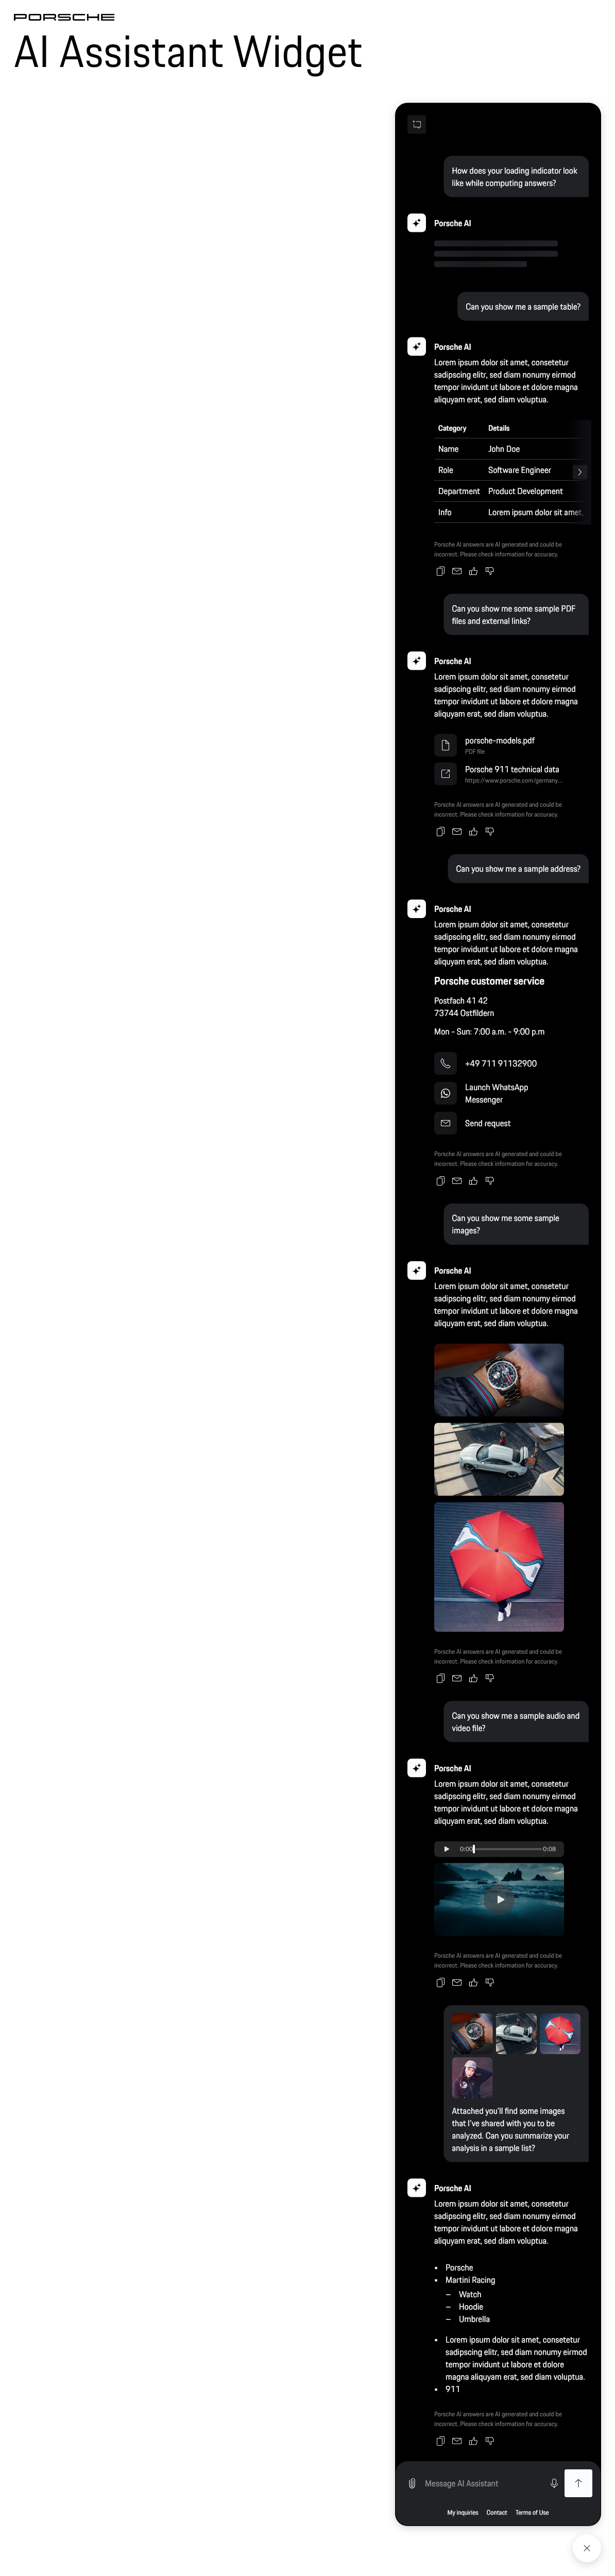 PORSCHE
AI Assistant Widget
How does your loading indicator look
like while computing answers?
Porsche AI
Can you show me a sample table?
Porsche AI
Lorem ipsum dolor sit amet, consetetur
sadipscing elitr, sed diam nonumy eirmod
tempor invidunt ut labore et dolore magna
aliquyam erat, sed diam voluptua.
Category Details
Name John Doe
Role Software Engineer
Department Product Development
Info Lorem ipsum dolor sit amet,
Porsche AI answers are AI generated and could be
incorrect. Please check information for accuracy.
Can you show me some sample PDF
files and external links?
Porsche AI
Lorem ipsum dolor sit amet, consetetur
sadipscing elitr, sed diam nonumy eirmod
tempor invidunt ut labore et dolore magna
aliquyam erat, sed diam voluptua.
porsche-models.pdf
PDF file
Porsche 911 technical data
https://www.porsche.com/germany...
Porsche AI answers are AI generated and could be
incorrect. Please check information for accuracy.
Can you show me a sample address?
Porsche AI
Lorem ipsum dolor sit amet, consetetur
sadipscing elitr, sed diam nonumy eirmod
tempor invidunt ut labore et dolore magna
aliquyam erat, sed diam voluptua.
Porsche customer service
Postfach 41 42
73744 Ostfildern
Mon - Sun: 7:00 a.m. - 9:00 p.m
+49 711 91132900
Launch WhatsApp
Messenger
Send request
Porsche AI answers are AI generated and could be
incorrect. Please check information for accuracy.
Can you show me some sample
images?
Porsche AI
Lorem ipsum dolor sit amet, consetetur
sadipscing elitr, sed diam nonumy eirmod
tempor invidunt ut labore et dolore magna
aliquyam erat, sed diam voluptua.
Porsche AI answers are AI generated and could be
incorrect. Please check information for accuracy.
Can you show me a sample audio and
video file?
Porsche AI
Lorem ipsum dolor sit amet, consetetur
sadipscing elitr, sed diam nonumy eirmod
tempor invidunt ut labore et dolore magna
aliquyam erat, sed diam voluptua.
0:00 0:08
Porsche AI answers are AI generated and could be
incorrect. Please check information for accuracy.
Attached you'll find some images
that I've shared with you to be
analyzed. Can you summarize your
analysis in a sample list?
Porsche AI
Lorem ipsum dolor sit amet, consetetur
sadipscing elitr, sed diam nonumy eirmod
tempor invidunt ut labore et dolore magna
aliquyam erat, sed diam voluptua.
• Porsche
• Martini Racing
– Watch
– Hoodie
– Umbrella
• Lorem ipsum dolor sit amet, consetetur
sadipscing elitr, sed diam nonumy eirmod
tempor invidunt ut labore et dolore
magna aliquyam erat, sed diam voluptua.
• 911
Porsche AI answers are AI generated and could be
incorrect. Please check information for accuracy.
Message AI Assistant
My inquiries Contact Terms of Use